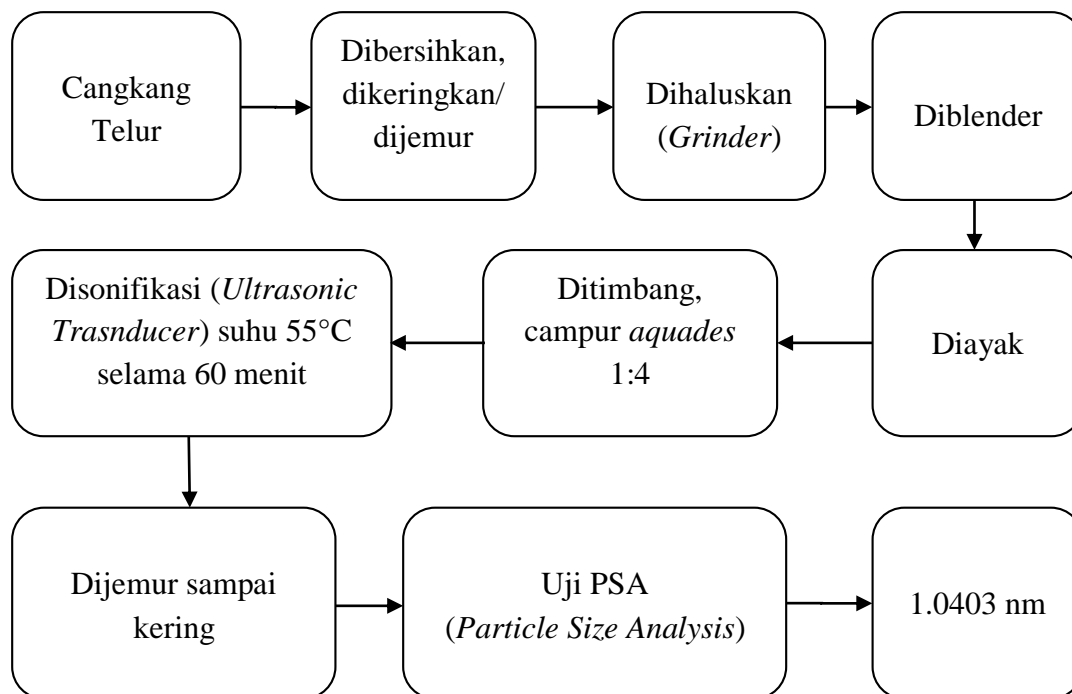 Cangkang
Telur
Dibersihkan,
dikeringkan/
dijemur
Dihaluskan
(Grinder)
Diblender
Diayak
Ditimbang,
campur aquades
1:4
Disonifikasi (Ultrasonic
Trasnducer) suhu 55°C
selama 60 menit
Dijemur sampai
kering
Uji PSA
(Particle Size Analysis)
1.0403 nm